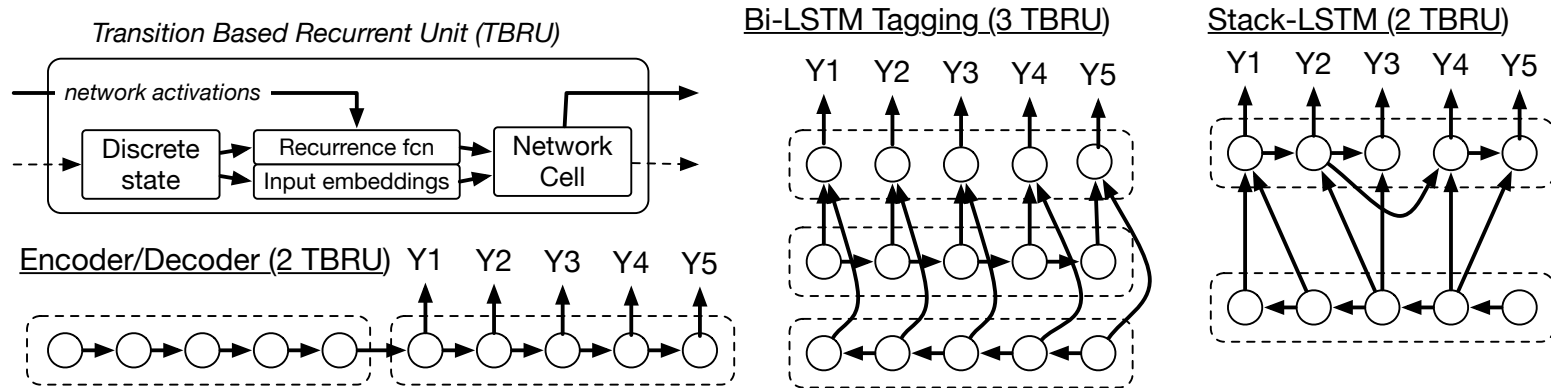 Transition Based Recurrent Unit (TBRU)
network activations
Discrete
state
Recurrence fcn
Input embeddings
Network
Cell
Encoder/Decoder (2 TBRU)
Y1 Y2 Y3 Y4 Y5
Bi-LSTM Tagging (3 TBRU)
Y1 Y2 Y3 Y4 Y5
Stack-LSTM (2 TBRU)
Y1 Y2 Y3 Y4 Y5